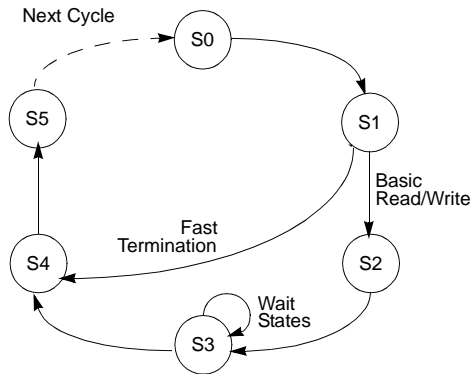 Next Cycle
S0
S5
S1
Basic
Read/Write
Fast
Termination
S4
S2
Wait
States
S3